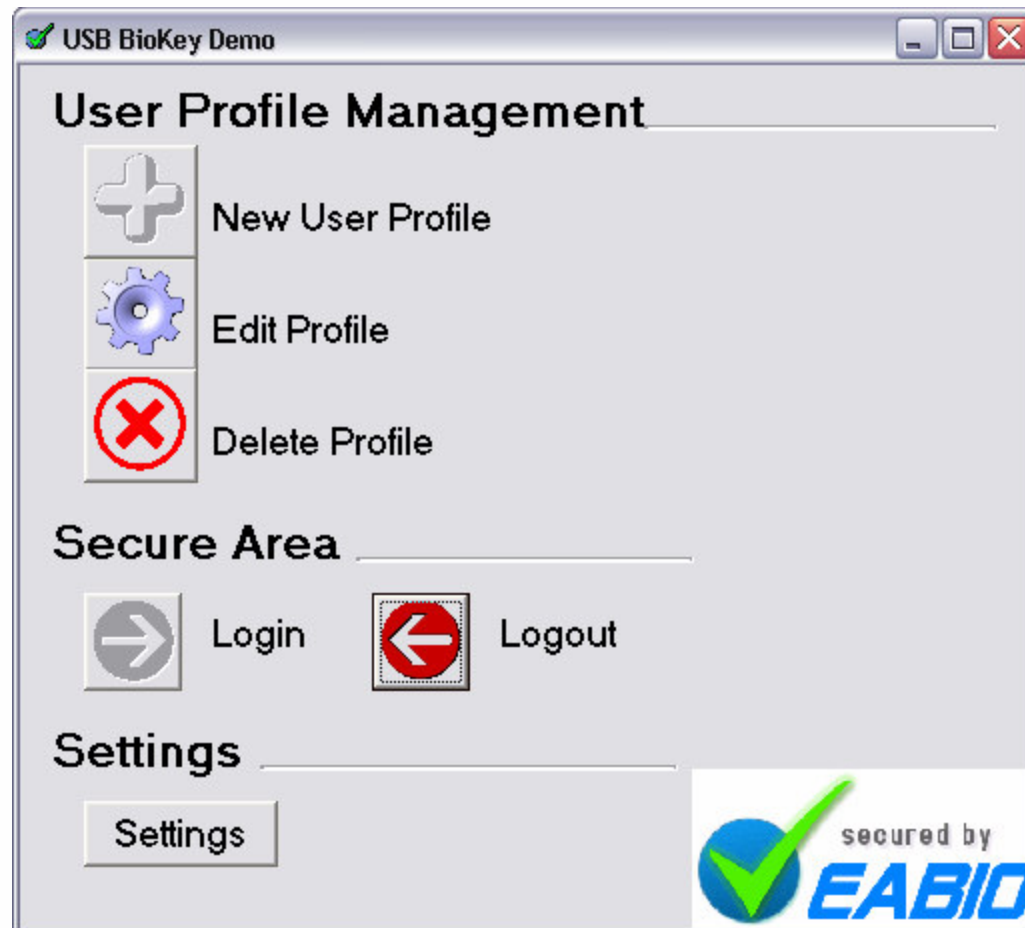 USB BioKey Demo
User Profile Management
New User Profile
Edit Profile
Delete Profile
Secure Area
Login Logout
Settings
Settings
secured by
EABIO